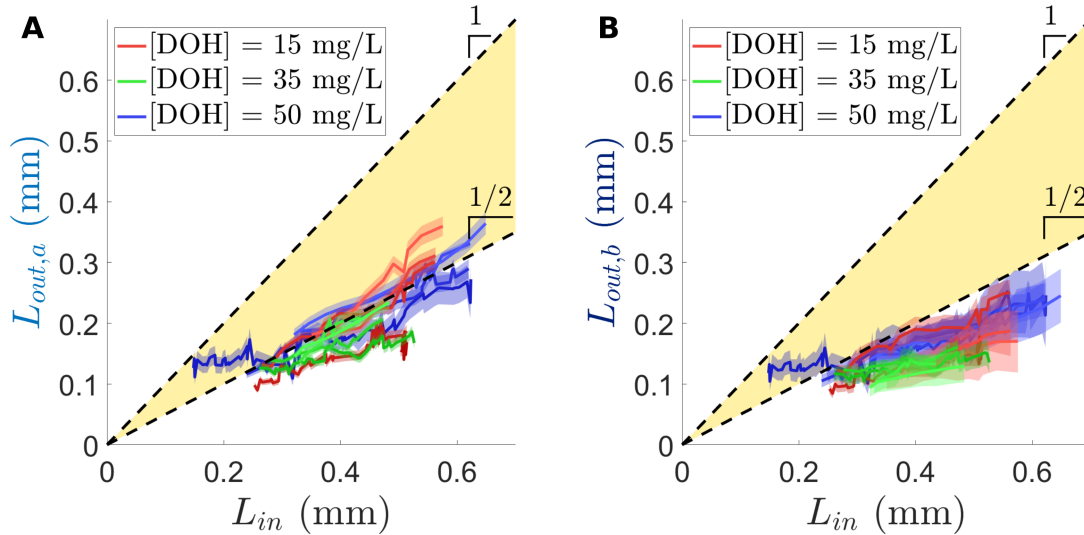 A
[DOH] = 15 mg/L
[DOH] = 35 mg/L
[DOH] = 50 mg/L
1
1/2
0.6
0.5
0.4
0.3
0.2
0.1
0
0
0.2
0.4
0.6
L_{out,a} (mm)
L_{in} (mm)
B
[DOH] = 15 mg/L
[DOH] = 35 mg/L
[DOH] = 50 mg/L
1
1/2
0.6
0.5
0.4
0.3
0.2
0.1
0
0
0.2
0.4
0.6
L_{out,b} (mm)
L_{in} (mm)